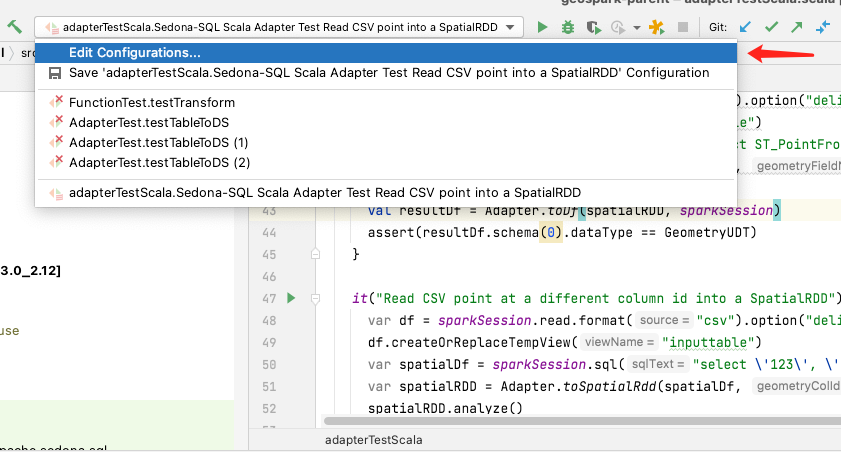 geospark-parent – adapterTestScala.scala
adapterTestScala.Sedona-SQL Scala Adapter Test Read CSV point into a SpatialRDD
Git:
Edit Configurations...
Save 'adapterTestScala.Sedona-SQL Scala Adapter Test Read CSV point into a SpatialRDD' Configuration
FunctionTest.testTransform
AdapterTest.testTableToDS
AdapterTest.testTableToDS (1)
AdapterTest.testTableToDS (2)
adapterTestScala.Sedona-SQL Scala Adapter Test Read CSV point into a SpatialRDD
).option("deli
e")
ct ST_PointFro
, geometryFieldN
43 val resultDf = Adapter.toDf(spatialRDD, sparkSession)
44 assert(resultDf.schema(0).dataType == GeometryUDT)
45 }
46
47 it("Read CSV point at a different column id into a SpatialRDD")
48 var df = sparkSession.read.format( source = "csv").option("deli
49 df.createOrReplaceTempView( viewName = "inputtable")
50 var spatialDf = sparkSession.sql( sqlText = "select \'123\', \'
51 var spatialRDD = Adapter.toSpatialRdd(spatialDf, geometryColId
52 spatialRDD.analyze()
adapterTestScala
3.0_2.12]
use